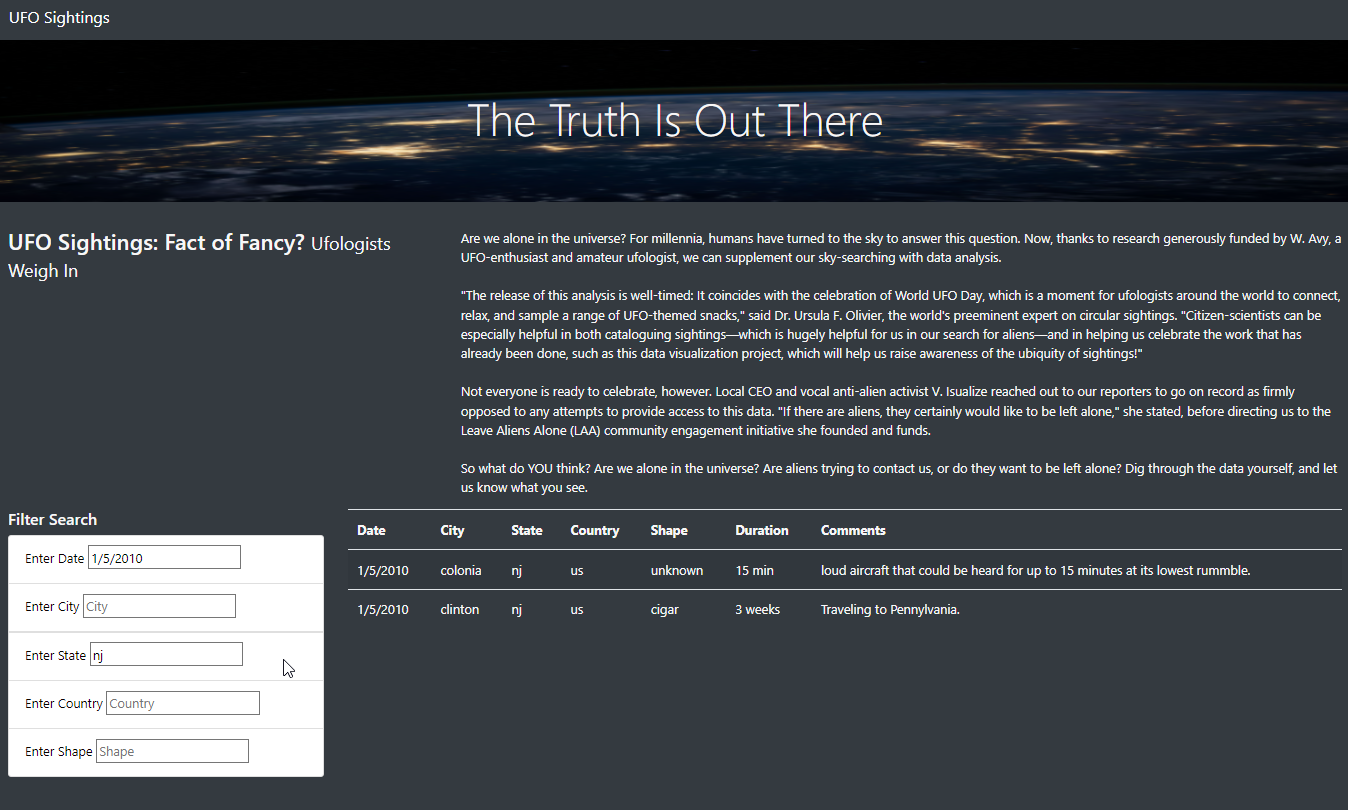 UFO Sightings
The Truth Is Out There
UFO Sightings: Fact of Fancy? Ufologists
Weigh In
Are we alone in the universe? For millennia, humans have turned to the sky to answer this question. Now, thanks to research generously funded by W. Avy, a
UFO-enthusiast and amateur ufologist, we can supplement our sky-searching with data analysis.
"The release of this analysis is well-timed: It coincides with the celebration of World UFO Day, which is a moment for ufologists around the world to connect,
relax, and sample a range of UFO-themed snacks," said Dr. Ursula F. Olivier, the world's preeminent expert on circular sightings. "Citizen-scientists can be
especially helpful in both cataloguing sightings—which is hugely helpful for us in our search for aliens—and in helping us celebrate the work that has
already been done, such as this data visualization project, which will help us raise awareness of the ubiquity of sightings!"
Not everyone is ready to celebrate, however. Local CEO and vocal anti-alien activist V. Isualize reached out to our reporters to go on record as firmly
opposed to any attempts to provide access to this data. "If there are aliens, they certainly would like to be left alone," she stated, before directing us to the
Leave Aliens Alone (LAA) community engagement initiative she founded and funds.
So what do YOU think? Are we alone in the universe? Are aliens trying to contact us, or do they want to be left alone? Dig through the data yourself, and let
us know what you see.
Filter Search
Enter Date 1/5/2010
Enter City City
Enter State nj
Enter Country Country
Enter Shape Shape
Date City State Country Shape Duration Comments
1/5/2010 colonia nj us unknown 15 min loud aircraft that could be heard for up to 15 minutes at its lowest rummble.
1/5/2010 clinton nj us cigar 3 weeks Traveling to Pennylvania.